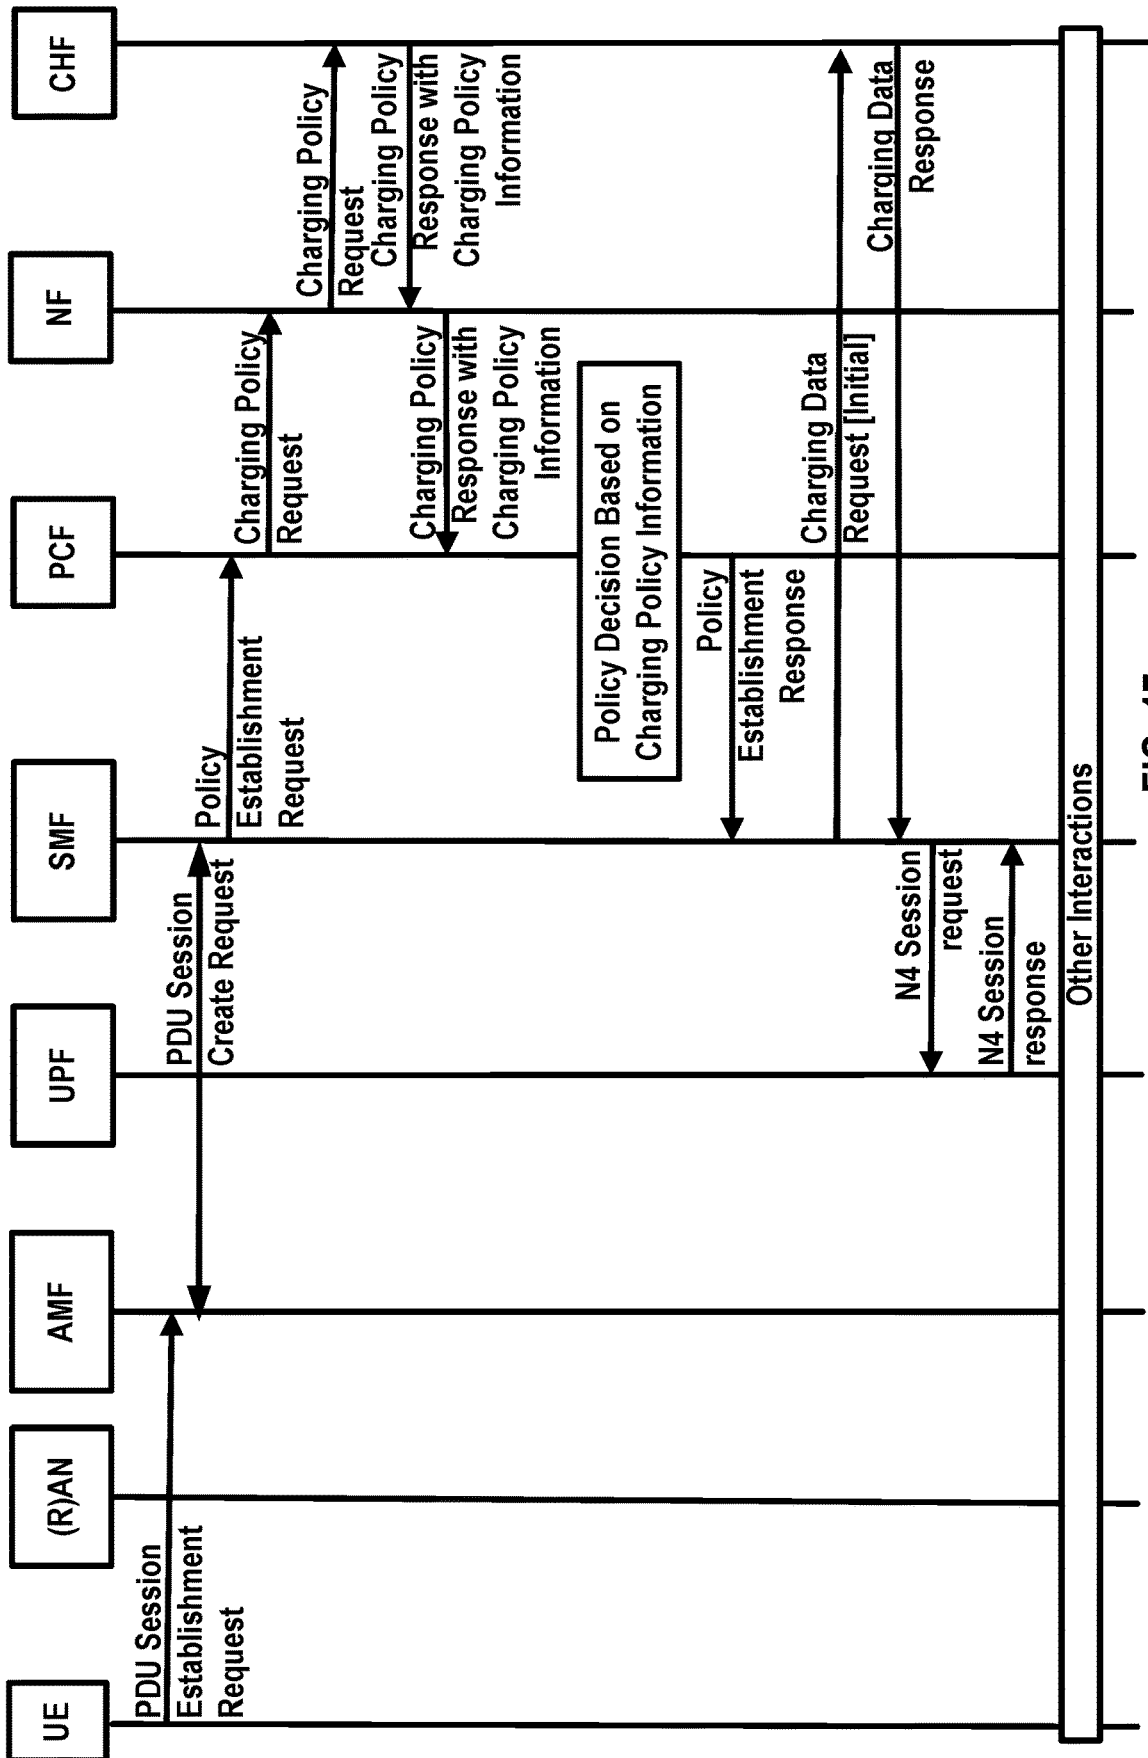 UE
(R)AN
AMF
UPF
SMF
PCF
NF
CHF
PDU Session
Establishment
Request
PDU Session
Create Request
Policy
Establishment
Request
Charging Policy
Request
Charging Policy
Request
Charging Policy
Response with
Charging Policy
Information
Charging Policy
Response with
Charging Policy
Information
Policy Decision Based on
Charging Policy Information
Policy
Establishment
Response
Charging Data
Request [Initial]
Charging Data
Response
N4 Session
request
N4 Session
response
Other Interactions